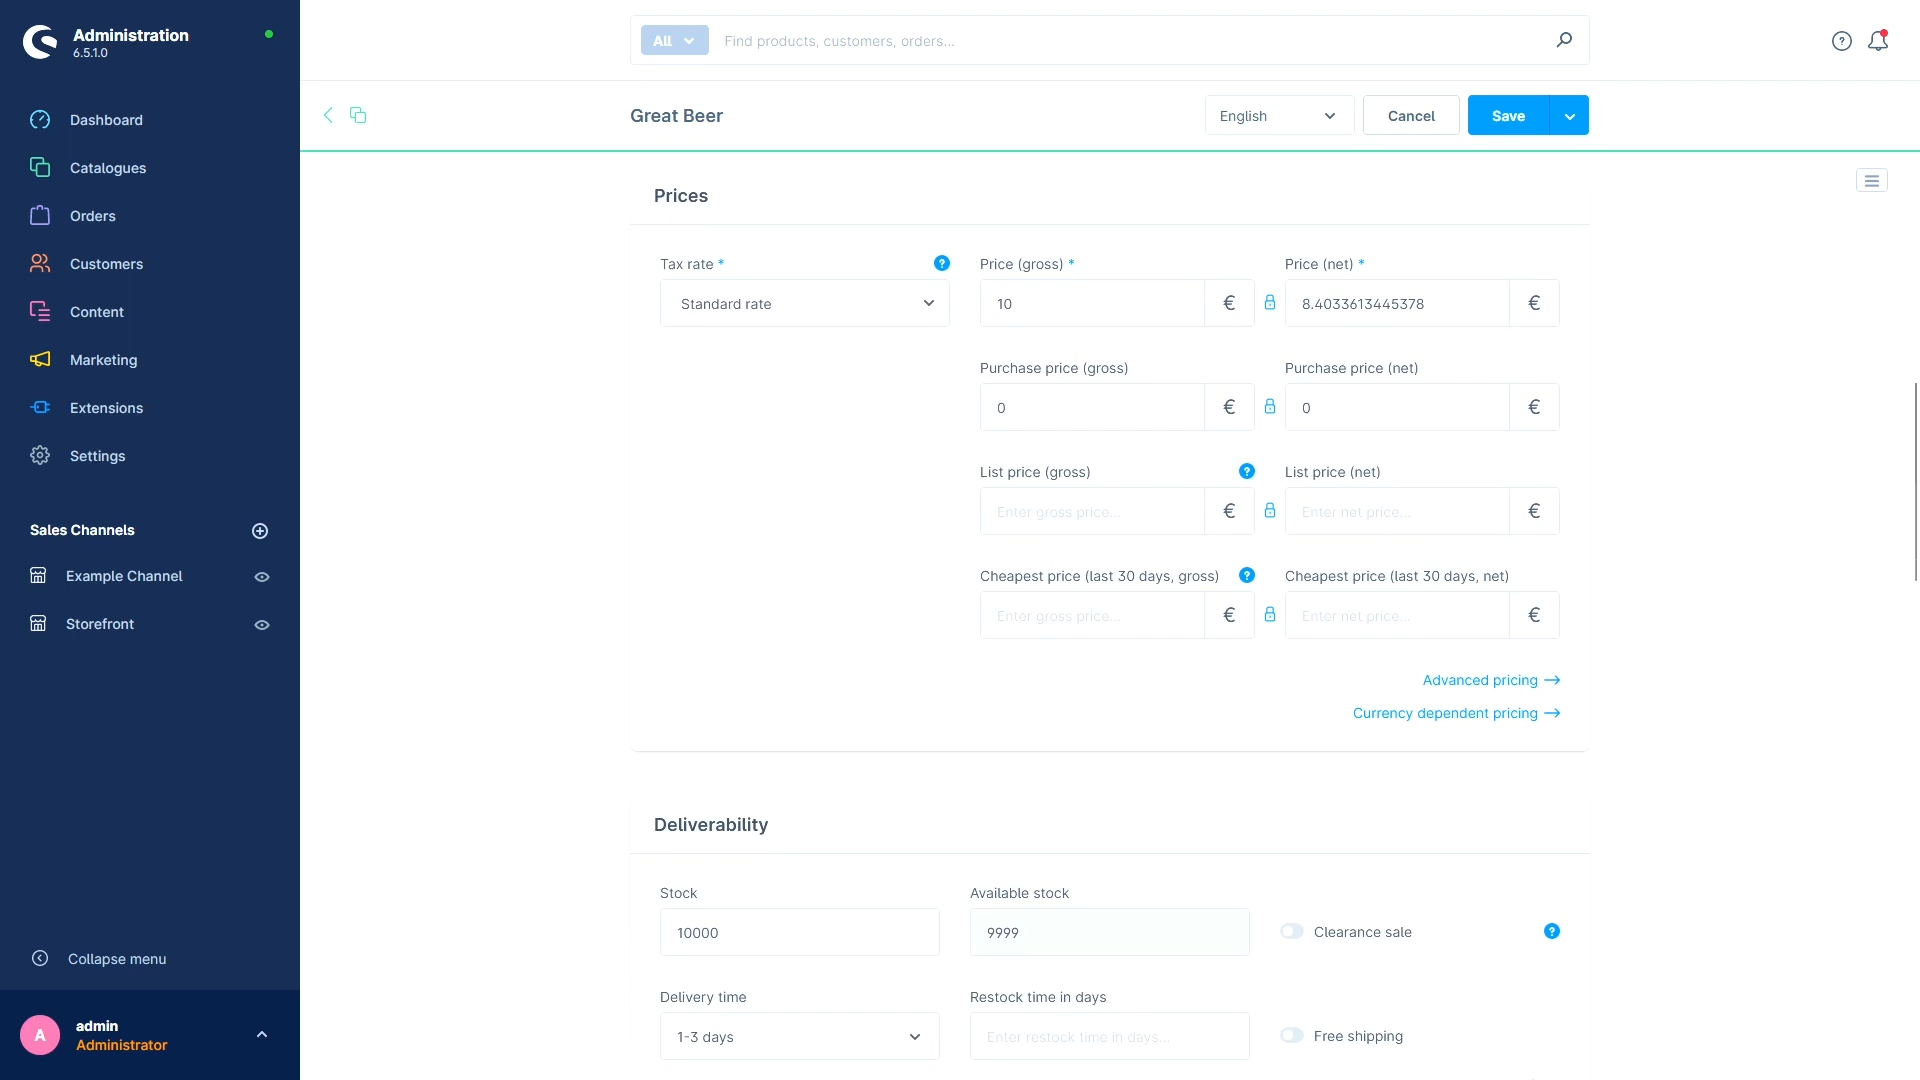 Administration
6.5.1.0
All
Find products, customers, orders...
Dashboard
Catalogues
Orders
Customers
Content
Marketing
Extensions
Settings
Sales Channels
Example Channel
Storefront
Collapse menu
A
admin
Administrator
Great Beer
English
Cancel
Save
Prices
Tax rate *
Price (gross) *
Price (net) *
Standard rate
10 €
8.4033613445378 €
Purchase price (gross)
Purchase price (net)
0 €
0 €
List price (gross)
List price (net)
Enter gross price... €
Enter net price... €
Cheapest price (last 30 days, gross)
Cheapest price (last 30 days, net)
Enter gross price... €
Enter net price... €
Advanced pricing
Currency dependent pricing
Deliverability
Stock
Available stock
10000
9999
Clearance sale
Delivery time
Restock time in days
1-3 days
Enter restock time in days...
Free shipping